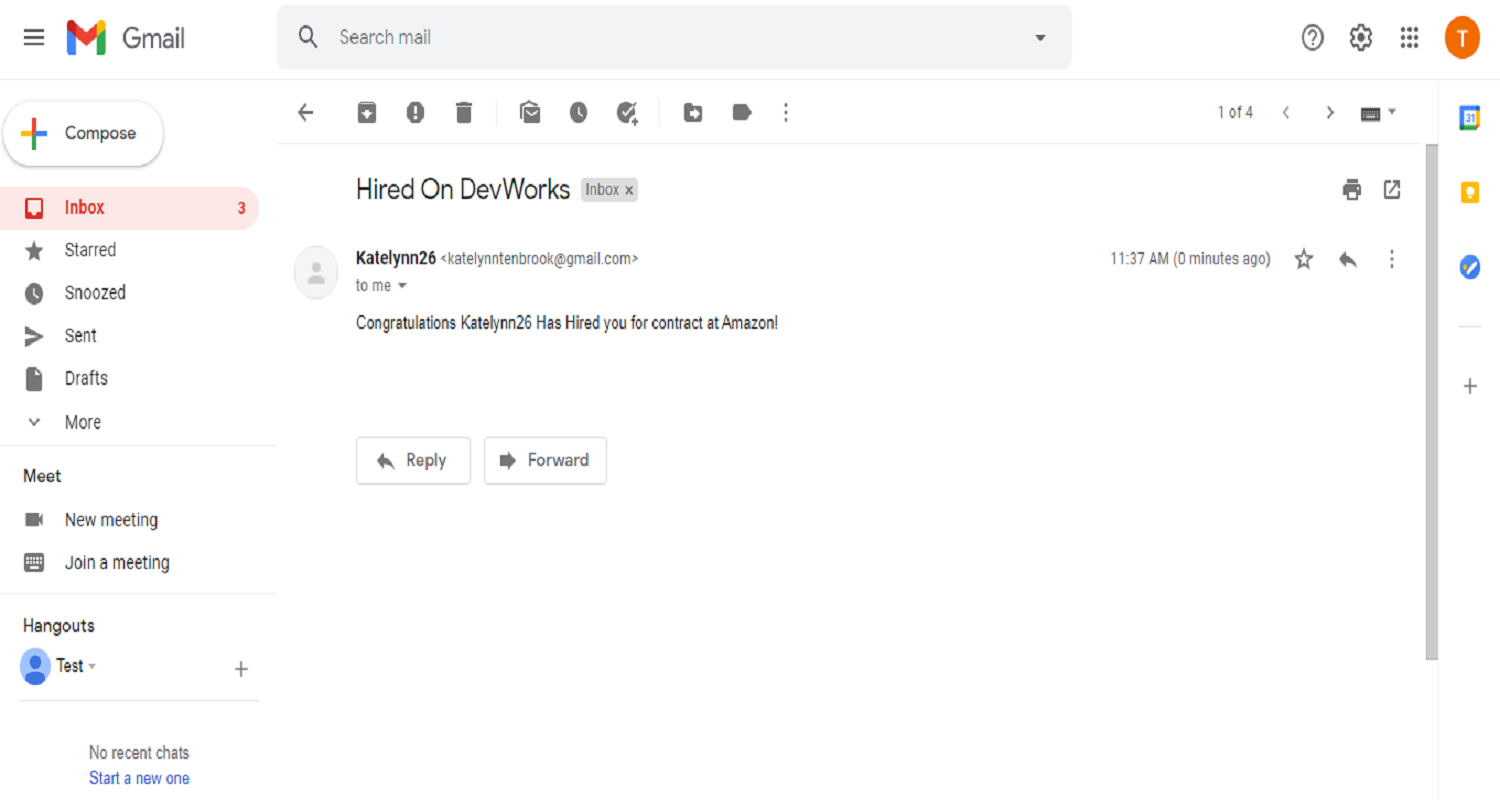 Gmail
Search mail
T
Compose
1 of 4
31
Inbox 3
Starred
Snoozed
Sent
Drafts
More
Meet
New meeting
Join a meeting
Hangouts
Test
No recent chats
Start a new one
Hired On DevWorks Inbox x
Katelynn26 <katelynntenbrook@gmail.com> 11:37 AM (0 minutes ago)
to me
Congratulations Katelynn26 Has Hired you for contract at Amazon!
Reply Forward